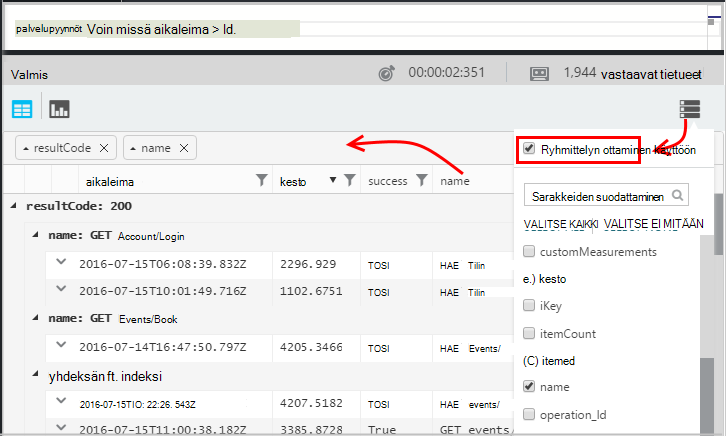 palvelupyynnöt Voin missä aikaleima > Id.
Valmis 00:00:02:351 1,944 vastaavat tietueet
resultCode × name ×
Ryhmittelyn ottaminen käyttöön
aikaleima kesto success name
Sarakkeiden suodattaminen
resultCode: 200
VALITSE KAIKKI VALITSE EI MITÄÄN
name: GET Account/Login
customMeasurements
2016-07-15T06:08:39.832Z 2296.929 TOSI HAE Tilin
e.) kesto
2016-07-15T10:01:49.716Z 1102.6751 TOSI HAE Tilin
iKey
name: GET Events/Book
itemCount
2016-07-14T16:47:50.797Z 4205.3466 TOSI HAE Events/
(C) itemed
yhdeksän ft. indeksi
name
2016-07-15TIO: 22:26. 543Z 4207.5182 TOSI HAE events/
operation_Id
2016-07-15T11:00:38.182Z 3385.8728 True GET events/